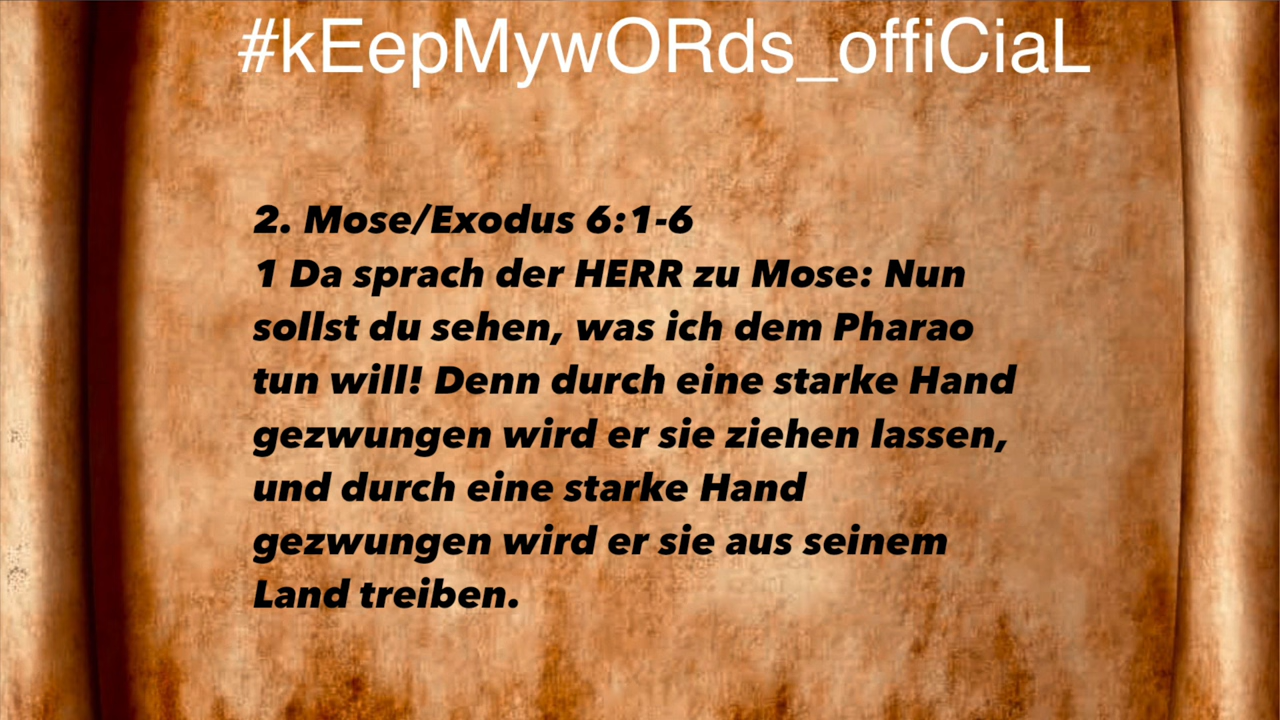 #kEepMywORds_offiCiaL
2. Mose/Exodus 6:1-6
1 Da sprach der HERR zu Mose: Nun
sollst du sehen, was ich dem Pharao
tun will! Denn durch eine starke Hand
gezwungen wird er sie ziehen lassen,
und durch eine starke Hand
gezwungen wird er sie aus seinem
Land treiben.